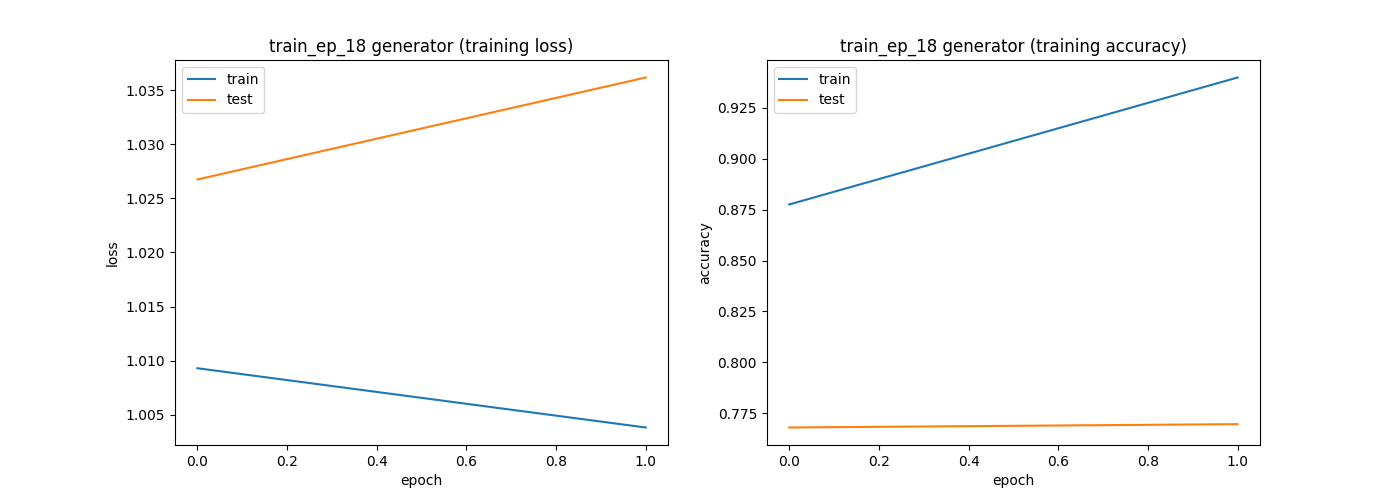 train_ep_18 generator (training loss)
train
test
1.035
1.030
1.025
1.020
1.015
1.010
1.005
loss
0.0 0.2 0.4 0.6 0.8 1.0
epoch
train_ep_18 generator (training accuracy)
train
test
0.925
0.900
0.875
0.850
0.825
0.800
0.775
accuracy
0.0 0.2 0.4 0.6 0.8 1.0
epoch